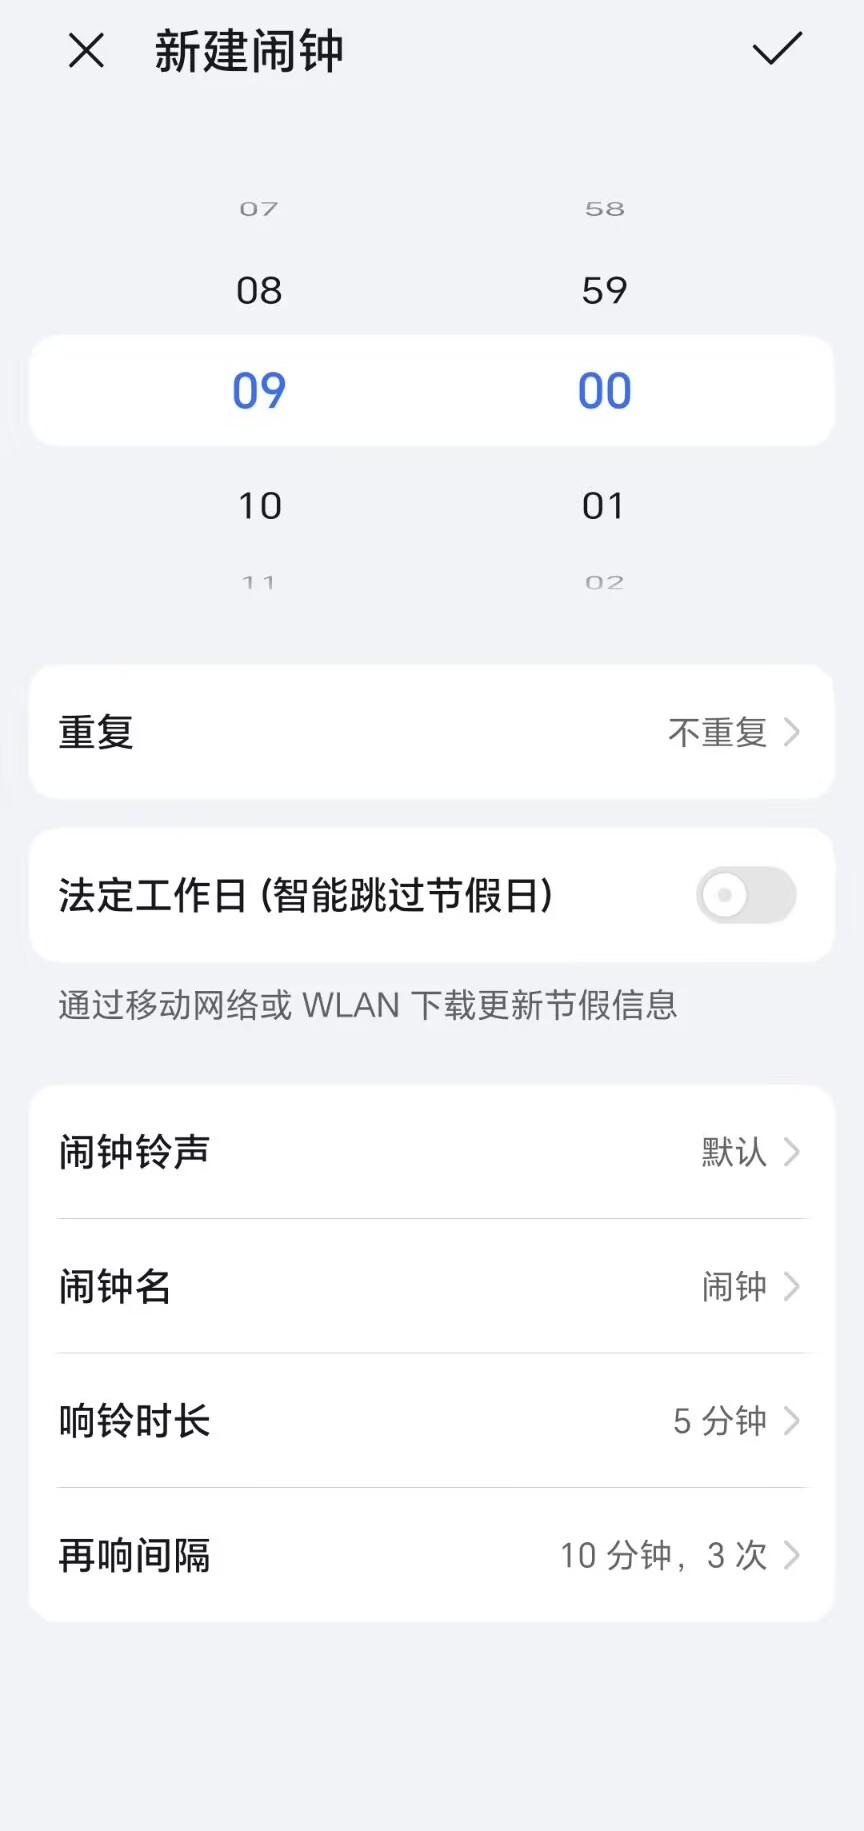 新建闹钟
07 58
08 59
09 00
10 01
11 02
重复 不重复
法定工作日 (智能跳过节假日)
通过移动网络或 WLAN 下载更新节假信息
闹钟铃声 默认
闹钟名 闹钟
响铃时长 5 分钟
再响间隔 10 分钟，3 次